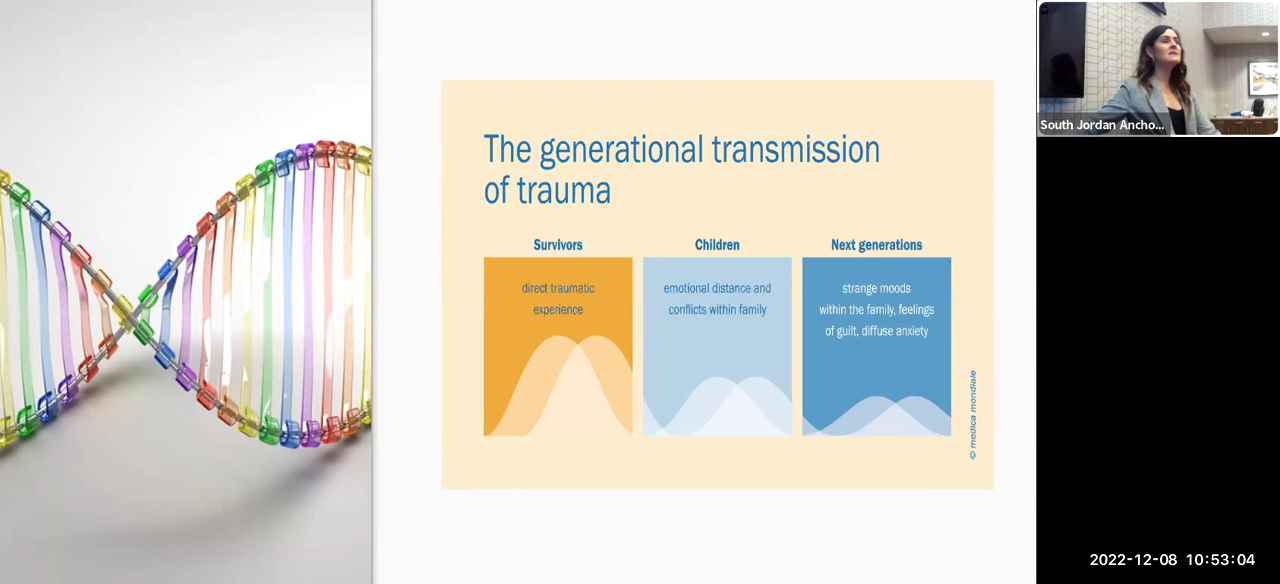 The generational transmission
of trauma
Survivors
direct traumatic
experience
Children
emotional distance and
conflicts within family
Next generations
strange moods
within the family, feelings
of guilt, diffuse anxiety
© medica mondiale
South Jordan Ancho...
2022-12-08 10:53:04